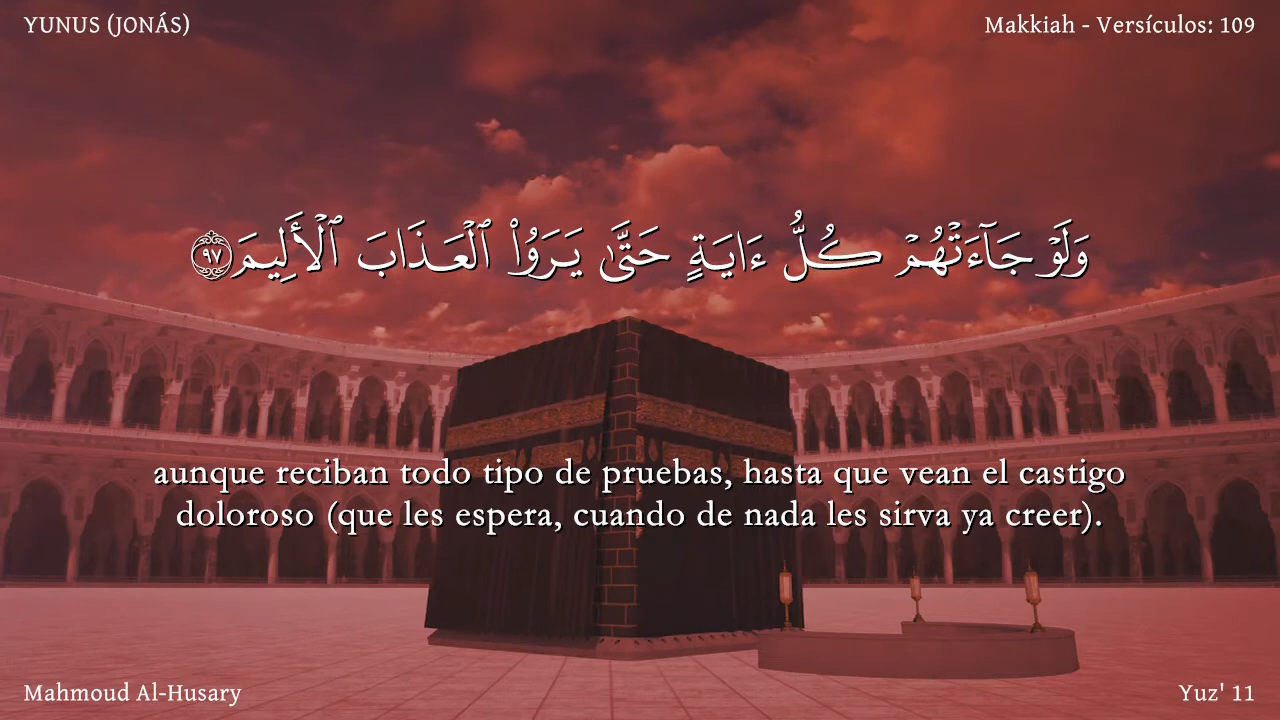 YUNUS (JONÁS)
Makkiah - Versículos: 109
وَلَوْ جَآءَتْهُمْ كُلُّ ءَايَةٍ حَتَّىٰ يَرَوُا۟ ٱلْعَذَابَ ٱلْأَلِيمَ ٩٧
aunque reciban todo tipo de pruebas, hasta que vean el castigo
doloroso (que les espera, cuando de nada les sirva ya creer).
Mahmoud Al-Husary
Yuz' 11